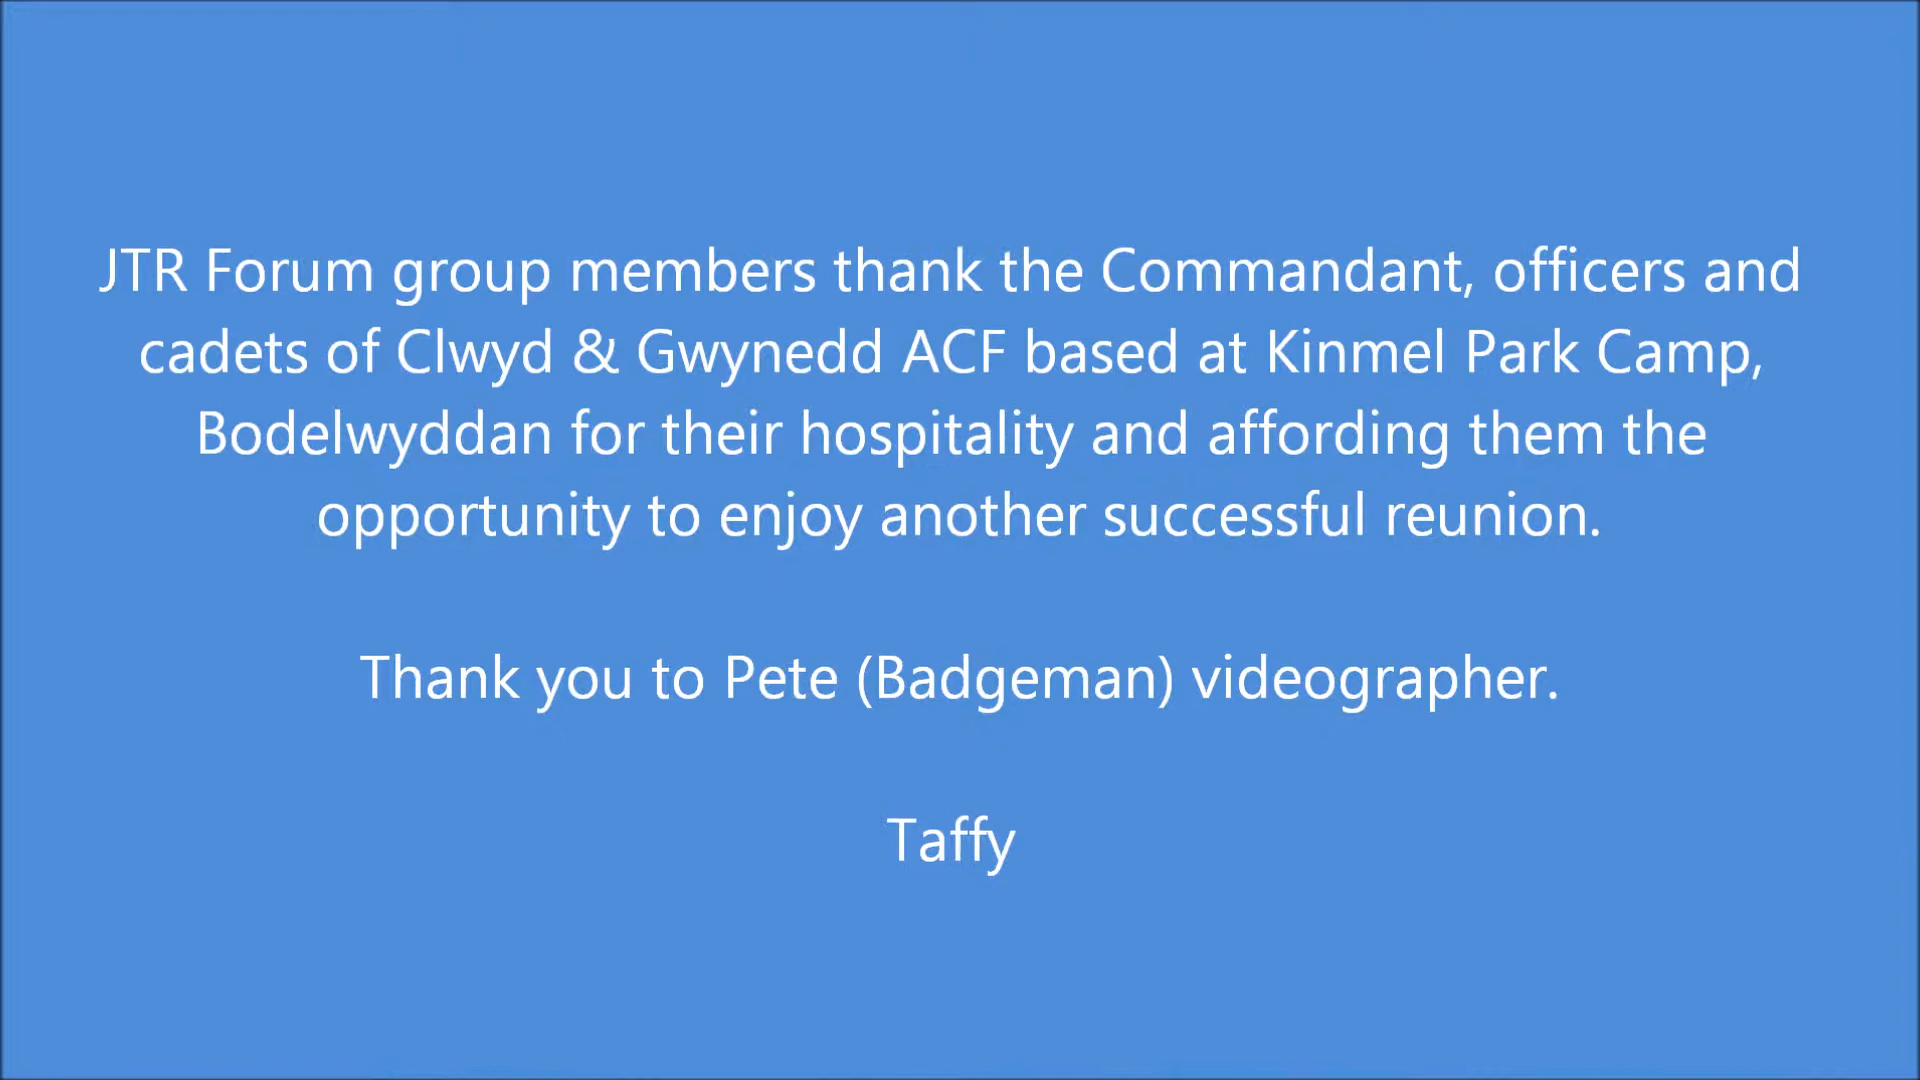 JTR Forum group members thank the Commandant, officers and
cadets of Clwyd & Gwynedd ACF based at Kinmel Park Camp,
Bodelwyddan for their hospitality and affording them the
opportunity to enjoy another successful reunion.
Thank you to Pete (Badgeman) videographer.
Taffy